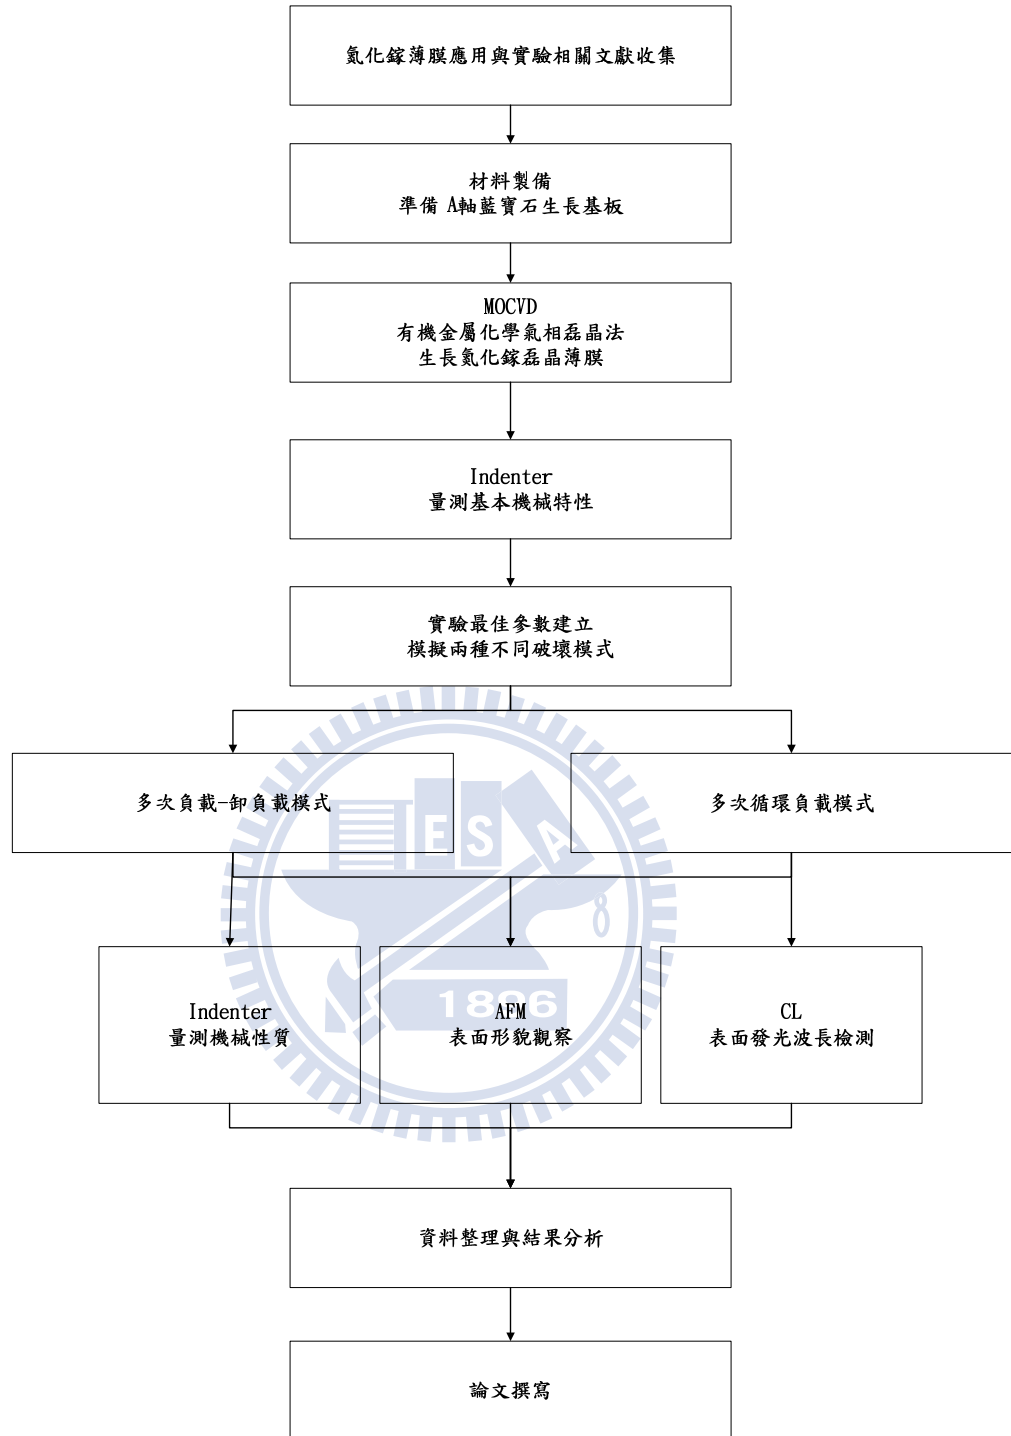 氮化鎵薄膜應用與實驗相關文獻收集
材料製備
準備 A軸藍寶石生長基板
MOCVD
有機金屬化學氣相磊晶法
生長氮化鎵磊晶薄膜
Indenter
量測基本機械特性
實驗最佳參數建立
模擬兩種不同破壞模式
多次負載-卸負載模式
多次循環負載模式
E S A
Indenter
量測機械性質
AFM
表面形貌觀察
CL
表面發光波長檢測
1896
資料整理與結果分析
論文撰寫